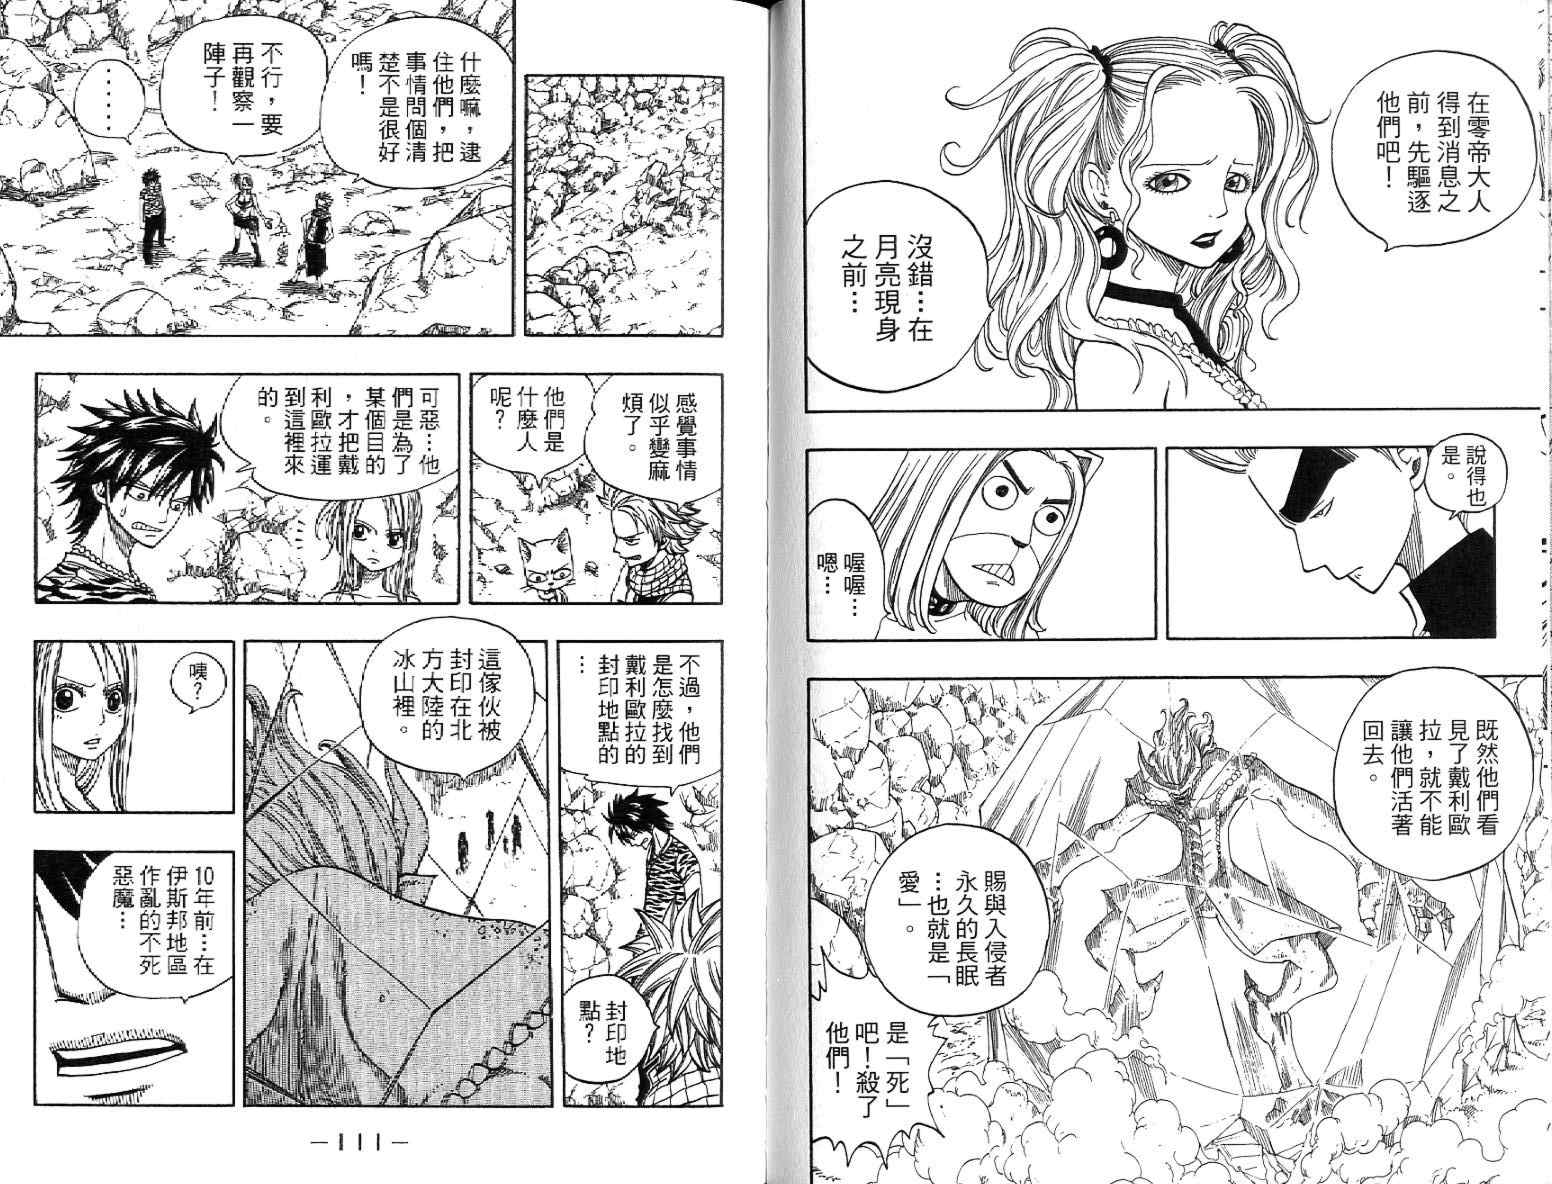 在零帝大人
得到消息之
前，先驅逐
他們吧！
沒錯…在
月亮現身
之前…
說得也
是。
喔喔…
嗯…
既然他們看
見了戴利歐
拉，就不能
讓他們活著
回去。
賜與入侵者
永久的長眠
…也就是「
愛」。
是「死」
吧！殺了
他們！
什麼嘛，逮
住他們，把
事情問個清
楚不是很好
嗎！
不行，要
再觀察一
陣子！
……
感覺事情
似乎變麻
煩了。
他們是
什麼人
呢？
可惡…他
們是為了
某個目的
，才把戴
利歐拉運
到這裡來
的。
不過，他們
是怎麼找到
戴利歐拉的
封印地點的
…
封印地
點？
這傢伙被
封印在北
方大陸的
冰山裡。
咦？
10年前…在
伊斯邦地區
作亂的不死
惡魔…
－111－